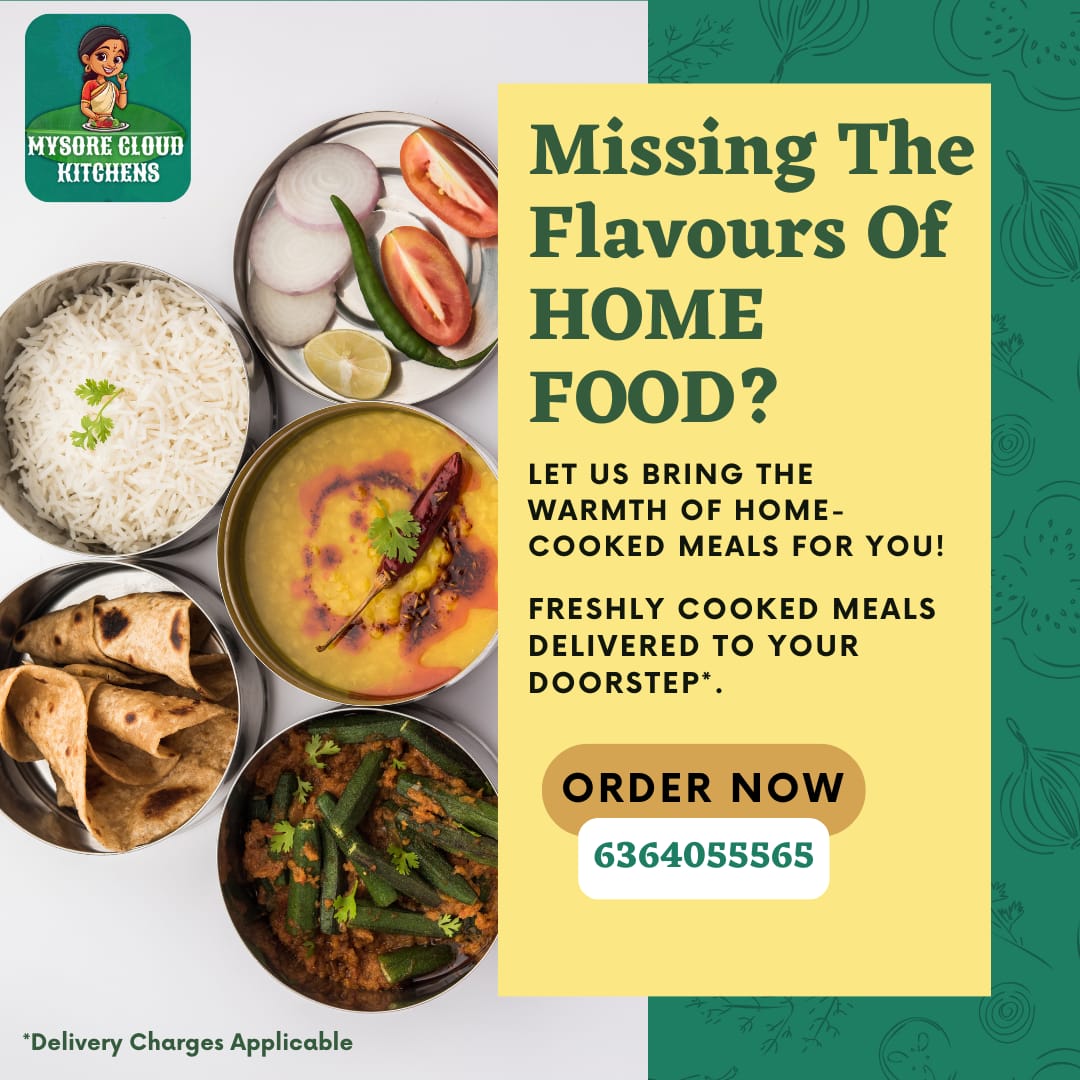 MYSORE CLOUD
KITCHENS
Missing The
Flavours Of
HOME
FOOD?
LET US BRING THE
WARMTH OF HOME-
COOKED MEALS FOR YOU!
FRESHLY COOKED MEALS
DELIVERED TO YOUR
DOORSTEP*.
ORDER NOW
6364055565
*Delivery Charges Applicable